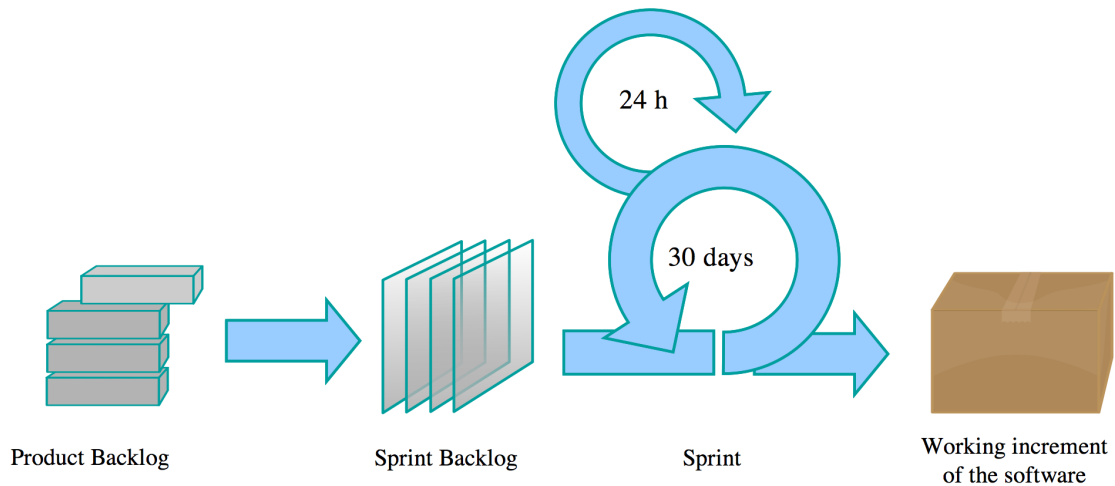 24 h
30 days
Product Backlog
Sprint Backlog
Sprint
Working increment
of the software